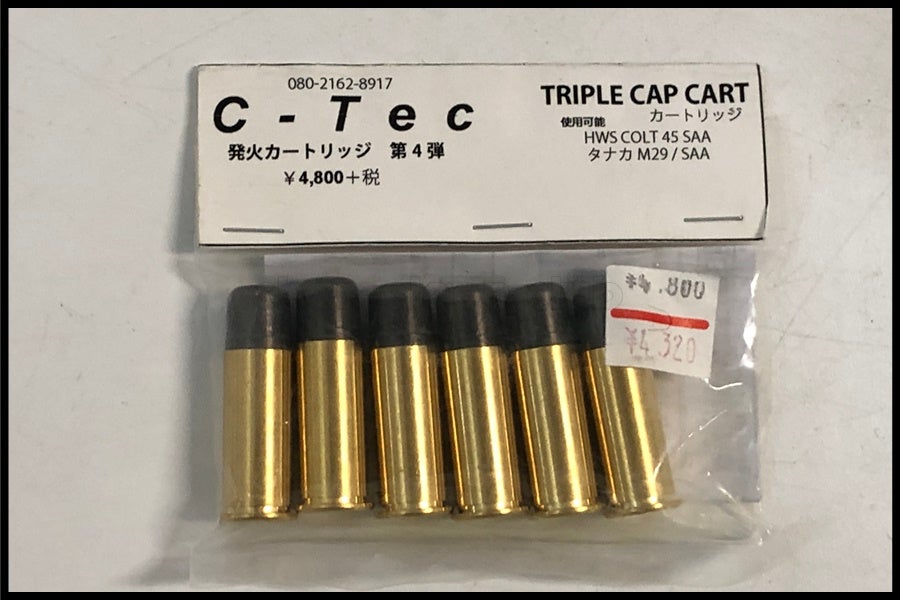 080-2162-8917
C - T e c
発火カートリッジ 第4弾
￥4,800＋税
TRIPLE CAP CART
カートリッジ
使用可能
HWS COLT 45 SAA
タナカ M29 / SAA
¥4.800
¥4,320